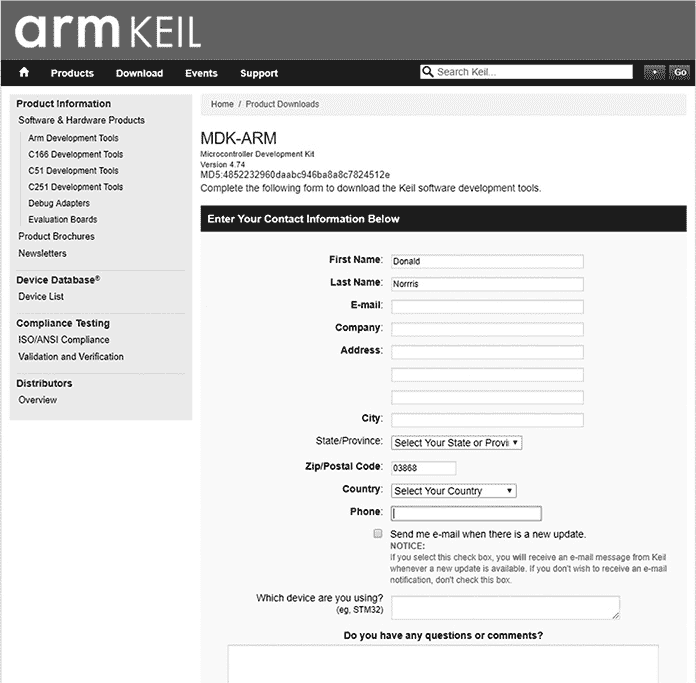 arm KEIL
Products Download Events Support
Search Keil...
Go
Product Information
Software & Hardware Products
Arm Development Tools
C166 Development Tools
C51 Development Tools
C251 Development Tools
Debug Adapters
Evaluation Boards
Product Brochures
Newsletters
Device Database®
Device List
Compliance Testing
ISO/ANSI Compliance
Validation and Verification
Distributors
Overview
Home / Product Downloads
MDK-ARM
Microcontroller Development Kit
Version 4.74
MD5:4852232960daabc946ba8a8c7824512e
Complete the following form to download the Keil software development tools.
Enter Your Contact Information Below
First Name: Donald
Last Name: Norrris
E-mail:
Company:
Address:
City:
State/Province: Select Your State or Provi
Zip/Postal Code: 03868
Country: Select Your Country
Phone:
Send me e-mail when there is a new update.
NOTICE:
If you select this check box, you will receive an e-mail message from Keil
whenever a new update is available. If you don't wish to receive an e-mail
notification, don't check this box.
Which device are you using?
(eg, STM32)
Do you have any questions or comments?